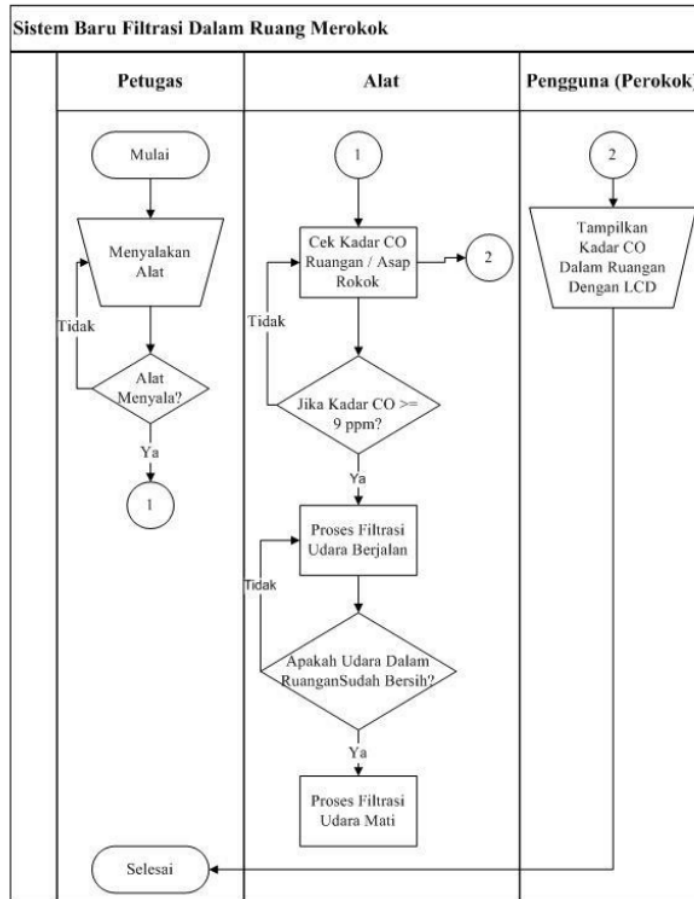 Sistem Baru Filtrasi Dalam Ruang Merokok
Petugas
Alat
Pengguna (Perokok)
Mulai
Menyalakan
Alat
Tidak
Alat
Menyala?
Ya
1
1
Cek Kadar CO
Ruangan / Asap
Rokok
2
Tidak
Jika Kadar CO >=
9 ppm?
Ya
Proses Filtrasi
Udara Berjalan
Tidak
Apakah Udara Dalam
RuanganSudah Bersih?
Ya
Proses Filtrasi
Udara Mati
2
Tampilkan
Kadar CO
Dalam Ruangan
Dengan LCD
Selesai